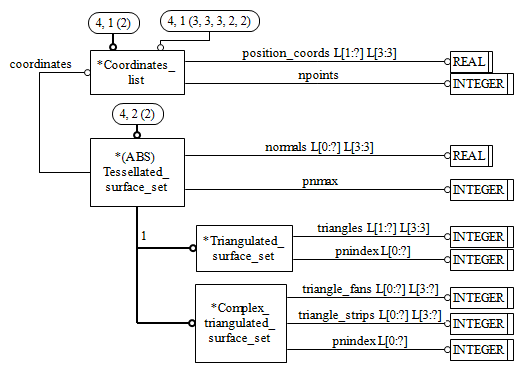 4, 1 (2)
4, 1 (3, 3, 3, 2, 2)
coordinates
*Coordinates_
list
position_coords L[1:?] L[3:3]
REAL
npoints
INTEGER
4, 2 (2)
*(ABS)
Tessellated_
surface_set
normals L[0:?] L[3:3]
REAL
pnmax
INTEGER
1
*Triangulated_
surface_set
triangles L[1:?] L[3:3]
INTEGER
pnindex L[0:?]
INTEGER
*Complex_
triangulated_
surface_set
triangle_fans L[0:?] L[3:?]
INTEGER
triangle_strips L[0:?] L[3:?]
INTEGER
pnindex L[0:?]
INTEGER